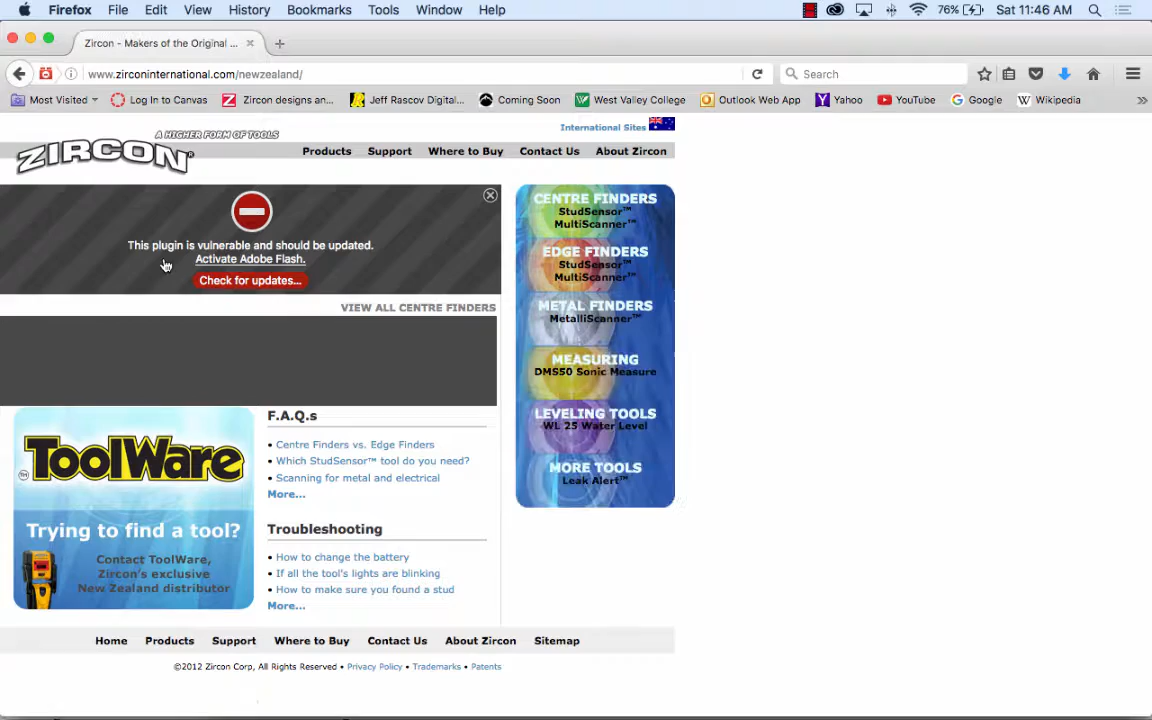 Firefox File Edit View History Bookmarks Tools Window Help 76% Sat 11:46 AM
Zircon - Makes of the Original ...
www.zirconinternational.com/newzealand/ Search
Most Visited Log In to Canvas Zircon designs an... Jeff Rascov Digital... Coming Soon West Valley College Outlook Web App Yahoo YouTube Google Wikipedia
A HIGHER FORM OF TOOLS
International Sites
ZIRCON®
Products Support Where to Buy Contact Us About Zircon
This plugin is vulnerable and should be updated.
Activate Adobe Flash.
Check for updates...
VIEW ALL CENTRE FINDERS
CENTRE FINDERS
StudSensor™
MultiScanner™
EDGE FINDERS
StudSensor™
MultiScanner™
METAL FINDERS
MetalliScanner™
MEASURING
DMS50 Sonic Measure
LEVELING TOOLS
WL 25 Water Level
MORE TOOLS
Leak Alert™
ToolWare
TM
Trying to find a tool?
Contact ToolWare,
Zircon's exclusive
New Zealand distributor
F.A.Q.s
• Centre Finders vs. Edge Finders
• Which StudSensor™ tool do you need?
• Scanning for metal and electrical
More...
Troubleshooting
• How to change the battery
• If all the tool's lights are blinking
• How to make sure you found a stud
More...
Home Products Support Where to Buy Contact Us About Zircon Sitemap
©2012 Zircon Corp, All Rights Reserved • Privacy Policy • Trademarks • Patents